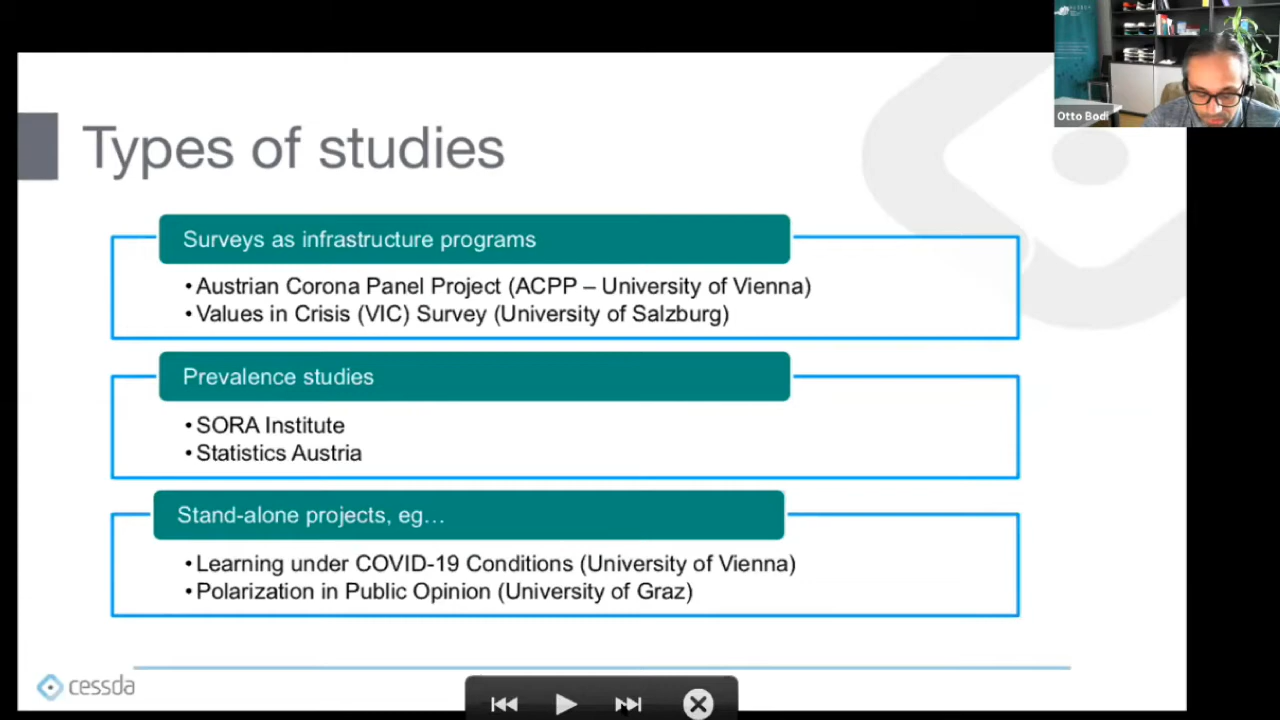 Otto Bodi
Types of studies
Surveys as infrastructure programs
•Austrian Corona Panel Project (ACPP – University of Vienna)
•Values in Crisis (VIC) Survey (University of Salzburg)
Prevalence studies
•SORA Institute
•Statistics Austria
Stand-alone projects, eg…
•Learning under COVID-19 Conditions (University of Vienna)
•Polarization in Public Opinion (University of Graz)
cessda